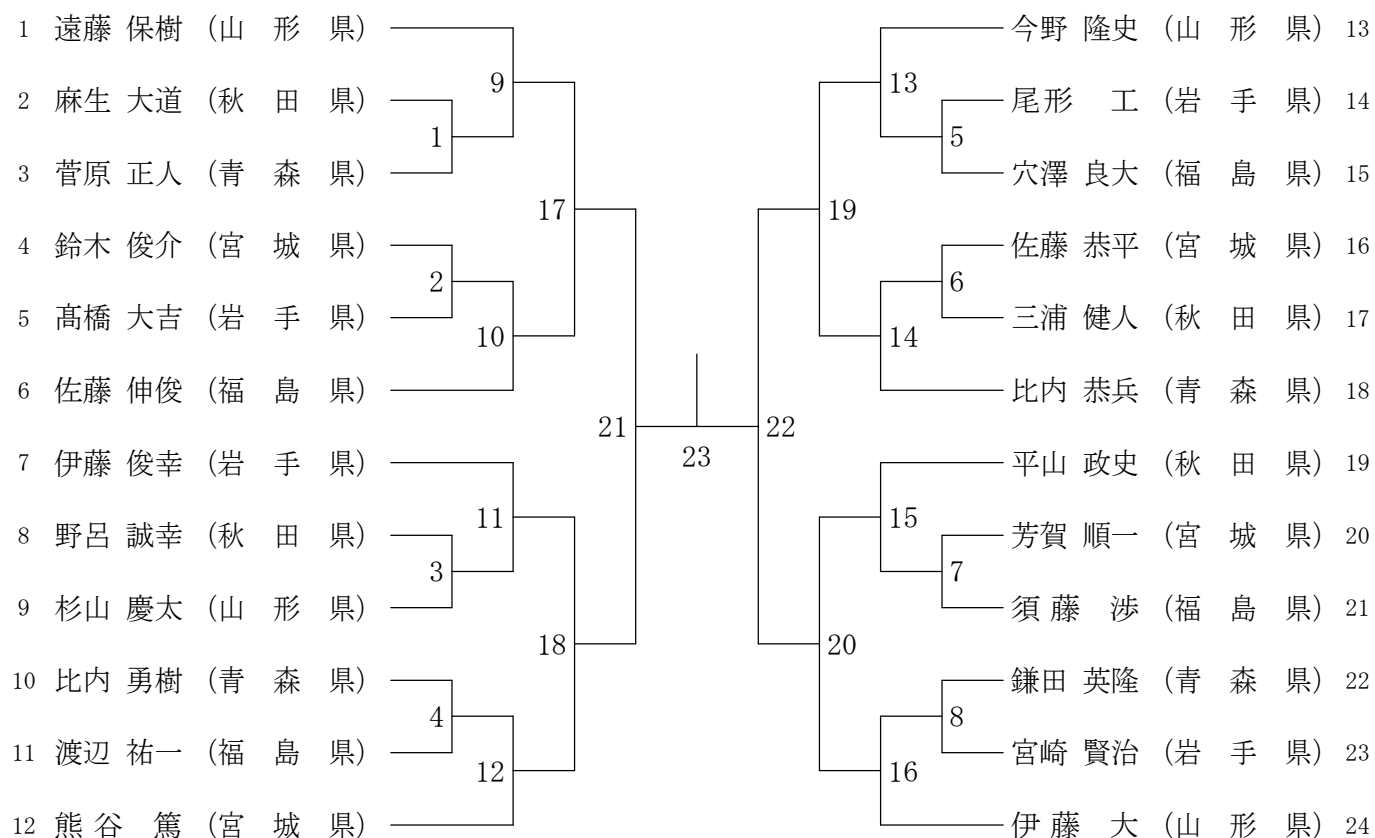 1 遠藤 保樹 (山 形 県)
2 麻生 大道 (秋 田 県)
3 菅原 正人 (青 森 県)
4 鈴木 俊介 (宮 城 県)
5 髙橋 大吉 (岩 手 県)
6 佐藤 伸俊 (福 島 県)
7 伊藤 俊幸 (岩 手 県)
8 野呂 誠幸 (秋 田 県)
9 杉山 慶太 (山 形 県)
10 比内 勇樹 (青 森 県)
11 渡辺 祐一 (福 島 県)
12 熊谷 篤 (宮 城 県)
9
1
17
2
10
21
11
3
18
4
12
23
13
5
19
6
14
22
15
7
20
8
16
今野 隆史 (山 形 県) 13
尾形 工 (岩 手 県) 14
穴澤 良大 (福 島 県) 15
佐藤 恭平 (宮 城 県) 16
三浦 健人 (秋 田 県) 17
比内 恭兵 (青 森 県) 18
平山 政史 (秋 田 県) 19
芳賀 順一 (宮 城 県) 20
須藤 渉 (福 島 県) 21
鎌田 英隆 (青 森 県) 22
宮崎 賢治 (岩 手 県) 23
伊藤 大 (山 形 県) 24